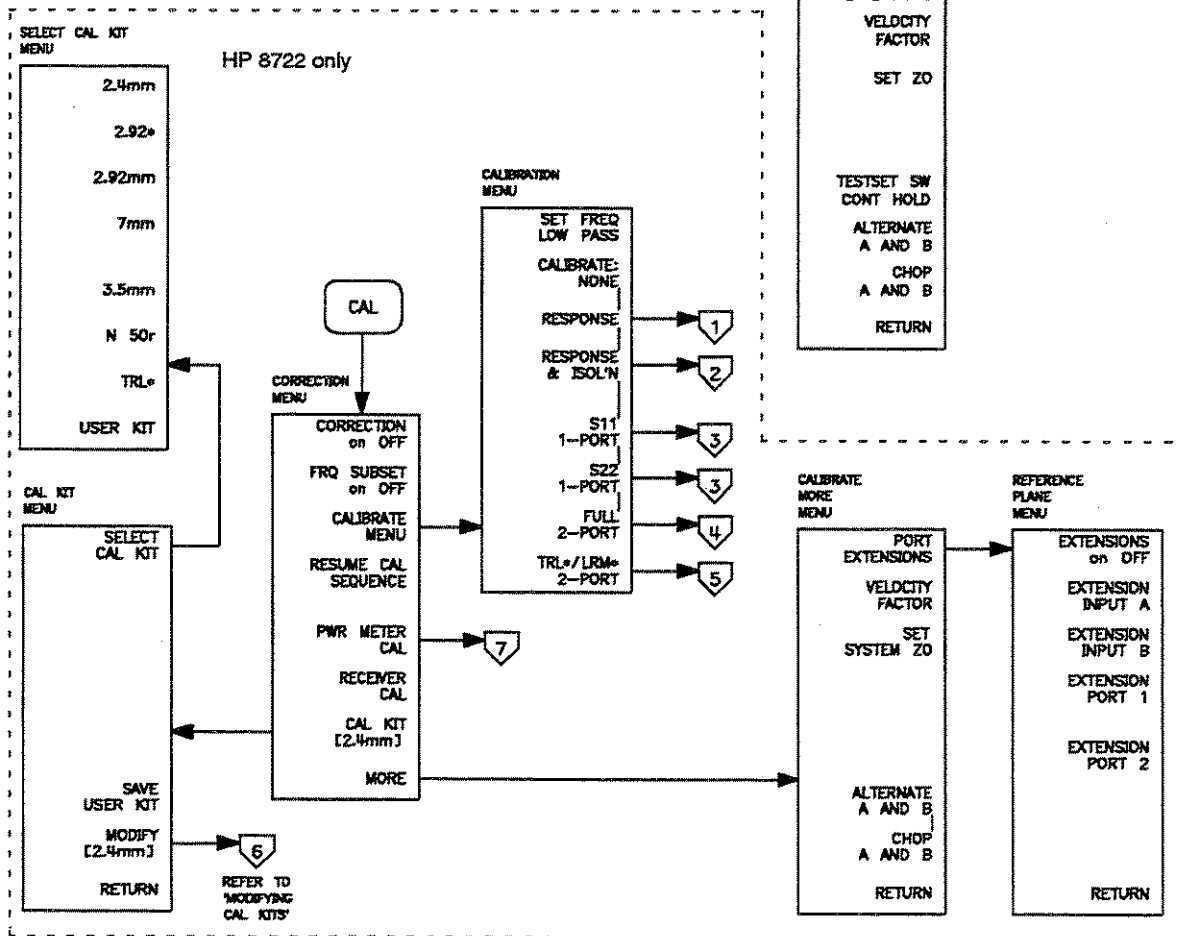 SELECT CAL KIT
MENU
2.4mm
2.92*
2.92mm
7mm
3.5mm
N 50r
TRL*
USER KIT
HP 8722 only
CAL KIT
MENU
SELECT
CAL KIT
SAVE
USER KIT
MODIFY
[2.4mm]
RETURN
6
REFER TO
'MODIFYING
CAL KITS'
CAL
CORRECTION
MENU
CORRECTION
on OFF
FRQ SUBSET
on OFF
CALIBRATE
MENU
RESUME CAL
SEQUENCE
PWR METER
CAL
RECEIVER
CAL
CAL KIT
[2.4mm]
MORE
7
CALIBRATION
MENU
SET FREQ
LOW PASS
CALIBRATE:
NONE
RESPONSE
RESPONSE
& ISOL'N
S11
1-PORT
S22
1-PORT
FULL
2-PORT
TRL*/LRM*
2-PORT
1
2
3
3
4
5
VELOCITY
FACTOR
SET ZO
TESTSET SW
CONT HOLD
ALTERNATE
A AND B
CHOP
A AND B
RETURN
CALIBRATE
MORE
MENU
PORT
EXTENSIONS
VELOCITY
FACTOR
SET
SYSTEM ZO
ALTERNATE
A AND B
CHOP
A AND B
RETURN
REFERENCE
PLANE
MENU
EXTENSIONS
on OFF
EXTENSION
INPUT A
EXTENSION
INPUT B
EXTENSION
PORT 1
EXTENSION
PORT 2
RETURN